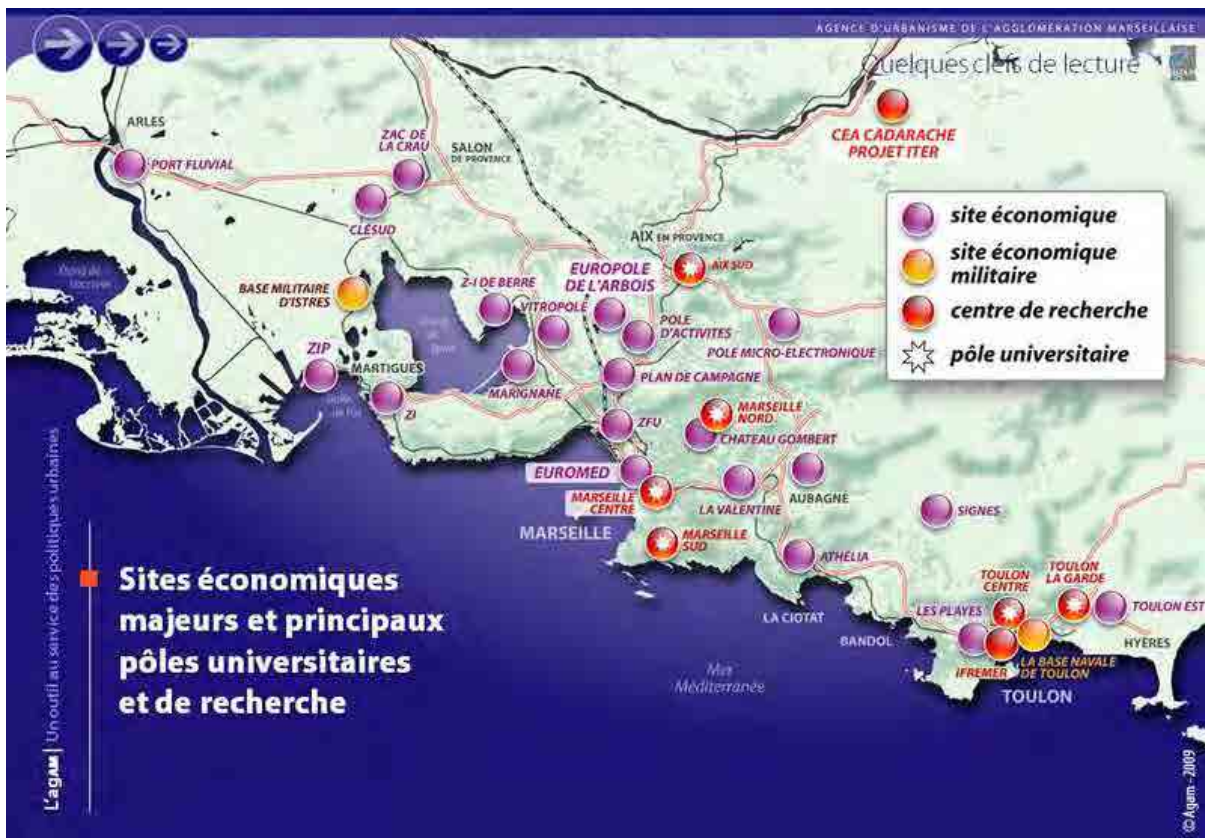 AGENCE D'URBANISME DE L'AGGLOMÉRATION MARSEILLAISE
Quelques clefs de lecture
ARLES
PORT FLUVIAL
ZAC DE
LA CRAU
SALON
DE PROVENCE
CLÉSUD
CEA CADARACHE
PROJET ITER
site économique
site économique
militaire
centre de recherche
pôle universitaire
AIX EN PROVENCE
AIX SUD
BASE MILITAIRE
D'ISTRES
Z-I DE BERRE
VITROPOLE
EUROPOLE
DE L'ARBOIS
POLE
D'ACTIVITES
POLE MICRO-ELECTRONIQUE
ZIP
MARTIGUES
ZI
MARIGNANE
PLAN DE CAMPAGNE
ZFU
MARSEILLE
NORD
CHATEAU GOMBERT
EUROMED
MARSEILLE
CENTRE
MARSEILLE
LA VALENTINE
AUBAGNE
MARSEILLE
SUD
SIGNES
ATHÉLIA
LA CIOTAT
BANDOL
LES PLAYES
TOULON
CENTRE
TOULON
LA GARDE
TOULON EST
HYÈRES
IFREMER
LA BASE NAVALE
DE TOULON
TOULON
Mer
Méditerranée
Sites économiques
majeurs et principaux
pôles universitaires
et de recherche
L'agAM | Un outil au service des politiques urbaines
©Agam - 2009